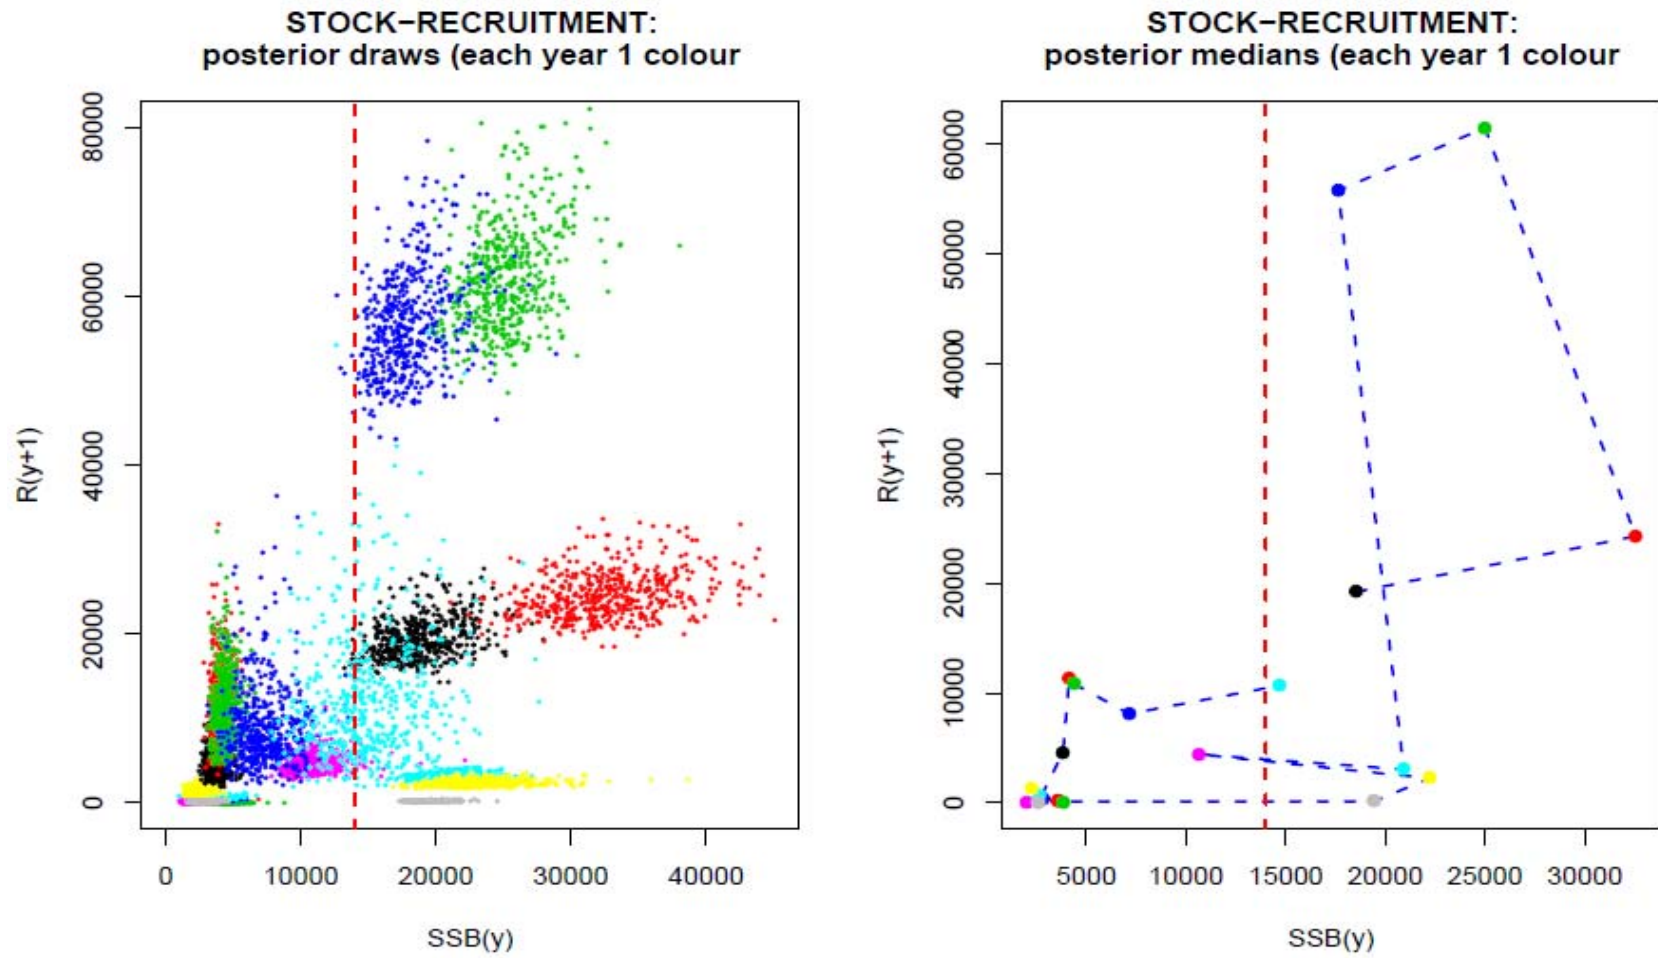 STOCK−RECRUITMENT:
posterior draws (each year 1 colour
R(y+1)
80000
60000
40000
20000
0
0 10000 20000 30000 40000
SSB(y)
STOCK−RECRUITMENT:
posterior medians (each year 1 colour
R(y+1)
60000
50000
40000
30000
20000
10000
0
5000 10000 15000 20000 25000 30000
SSB(y)